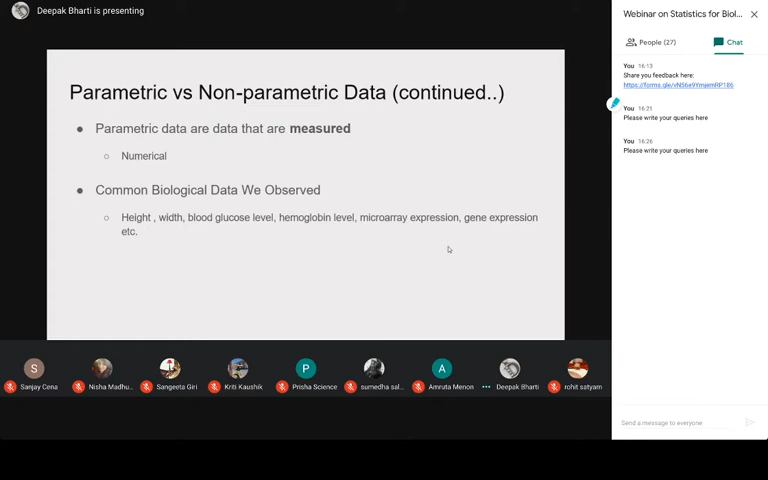 Deepak Bharti is presenting
Parametric vs Non-parametric Data (continued..)
Parametric data are data that are measured
Numerical
Common Biological Data We Observed
Height , width, blood glucose level, hemoglobin level, microarray expression, gene expression
etc.
S
P
A
Sanjay Cena
Nisha Madhu...
Sangeeta Giri
Kriti Kaushik
Prisha Science
sumedha sal...
Amruta Menon
Deepak Bharti
rohit satyam
Webinar on Statistics for Biol...
People (27)
Chat
You 16:13
Share you feedback here:
You 16:21
Please write your queries here
You 16:26
Please write your queries here
Send a message to everyone